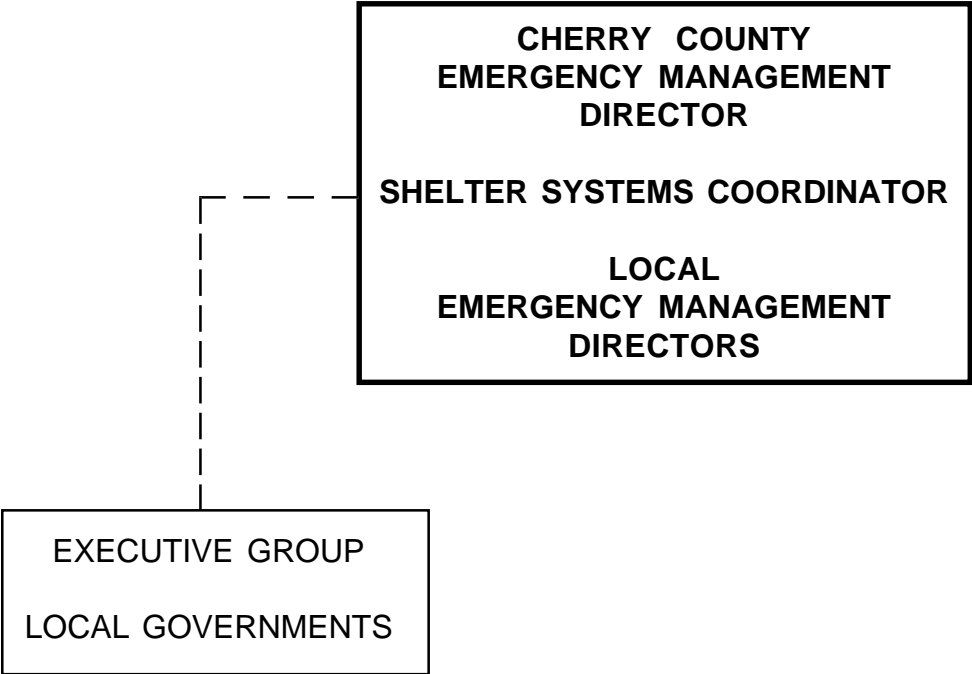 CHERRY COUNTY
EMERGENCY MANAGEMENT
DIRECTOR
SHELTER SYSTEMS COORDINATOR
LOCAL
EMERGENCY MANAGEMENT
DIRECTORS
EXECUTIVE GROUP
LOCAL GOVERNMENTS